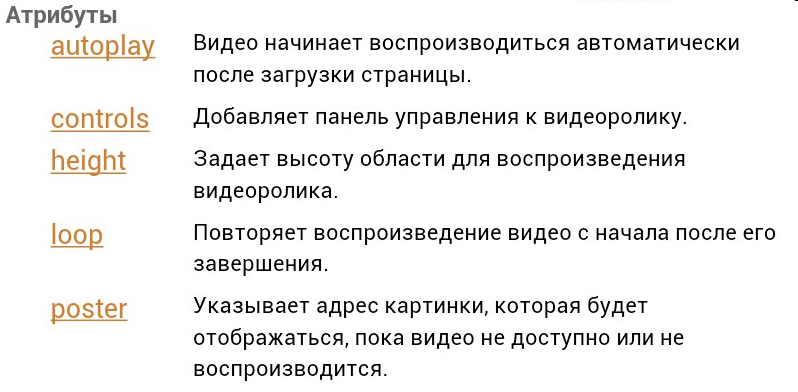 Атрибуты
autoplay Видео начинает воспроизводиться автоматически
после загрузки страницы.
controls Добавляет панель управления к видеоролику.
height Задает высоту области для воспроизведения
видеоролика.
loop Повторяет воспроизведение видео с начала после его
завершения.
poster Указывает адрес картинки, которая будет
отображаться, пока видео не доступно или не
воспроизводится.